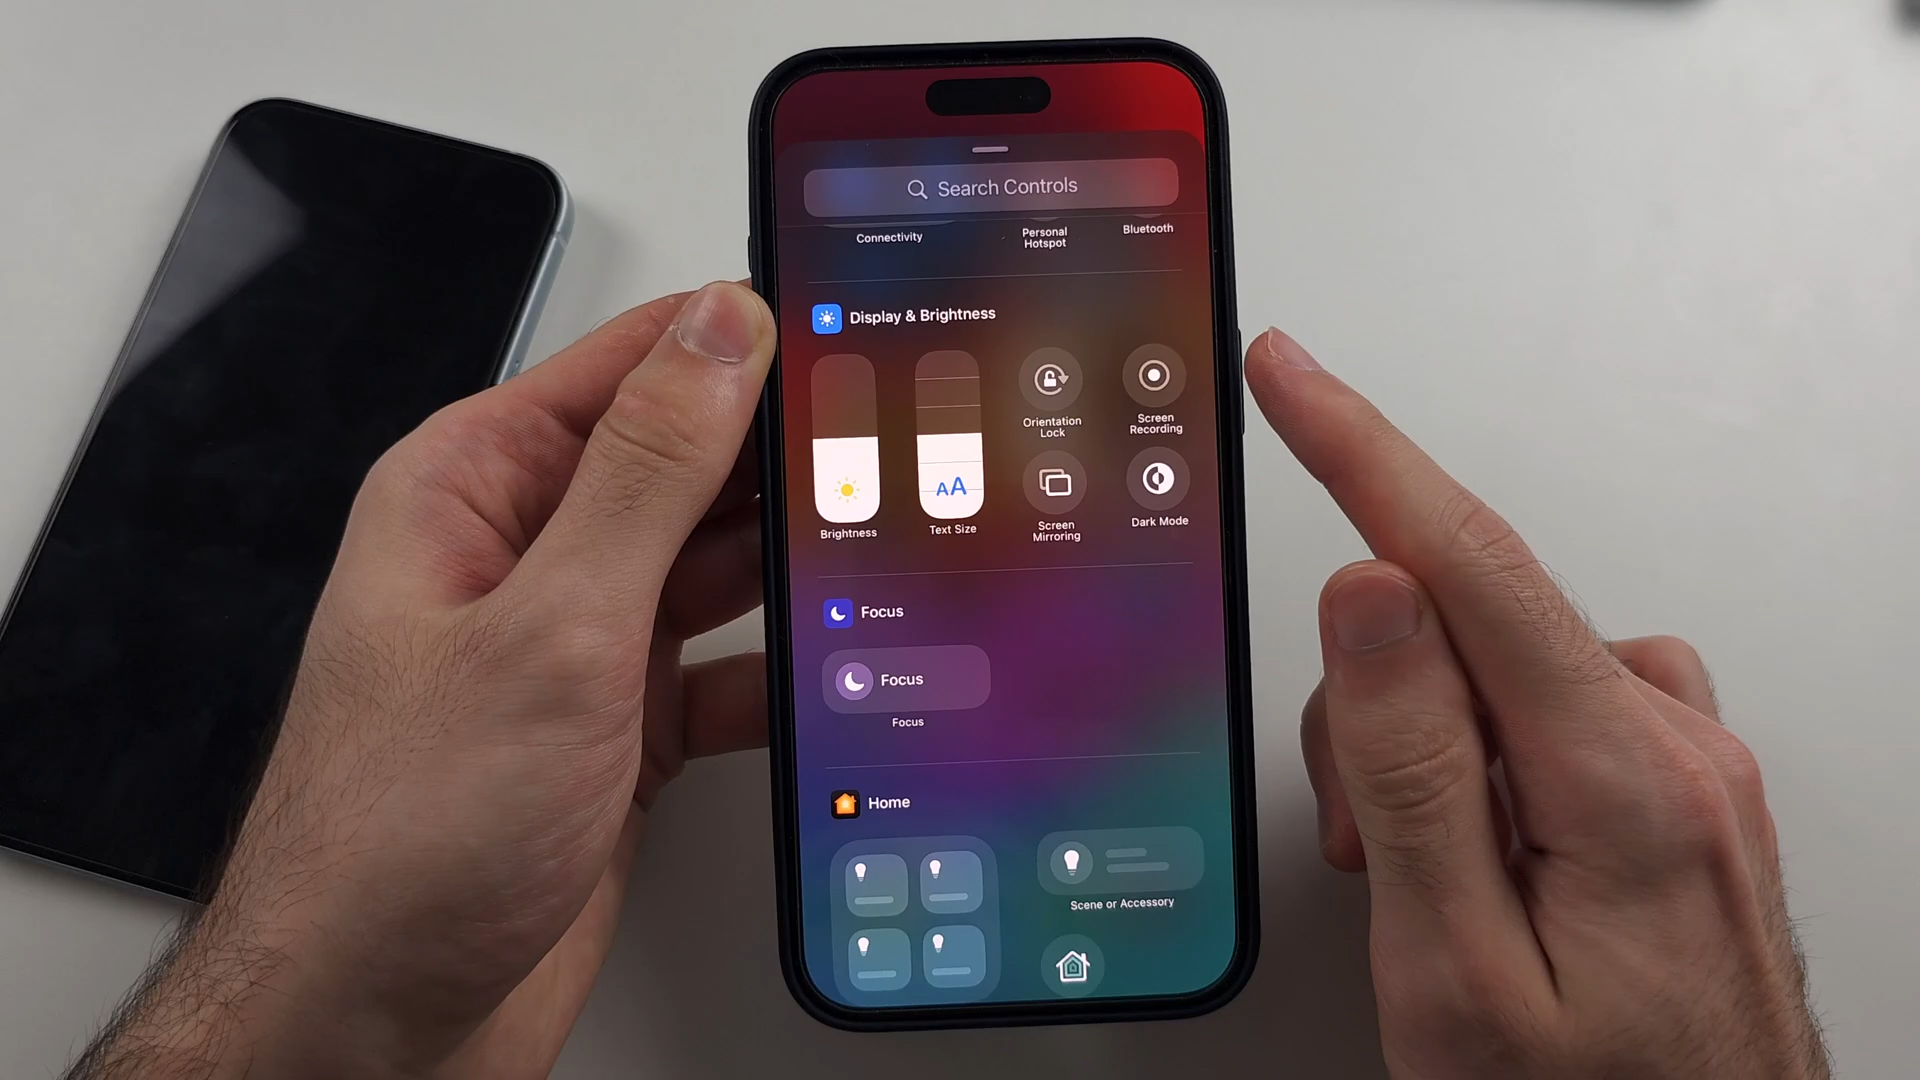 Search Controls
Connectivity
Personal
Hotspot
Bluetooth
Display & Brightness
AA
Brightness
Text Size
Orientation
Lock
Screen
Recording
Screen
Mirroring
Dark Mode
Focus
Focus
Focus
Home
Scene or Accessory